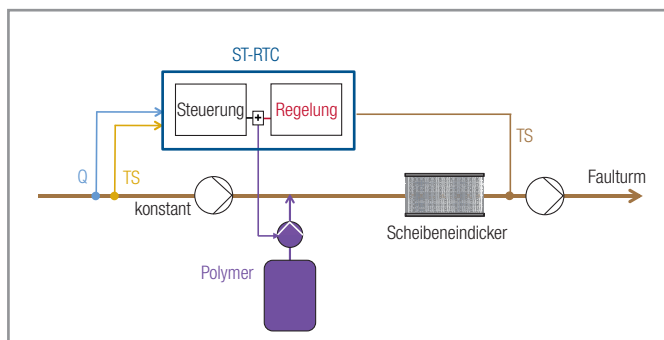 ST-RTC
Steuerung
+
Regelung
Q
TS
TS
konstant
Faulturm
Scheibeneindicker
Polymer